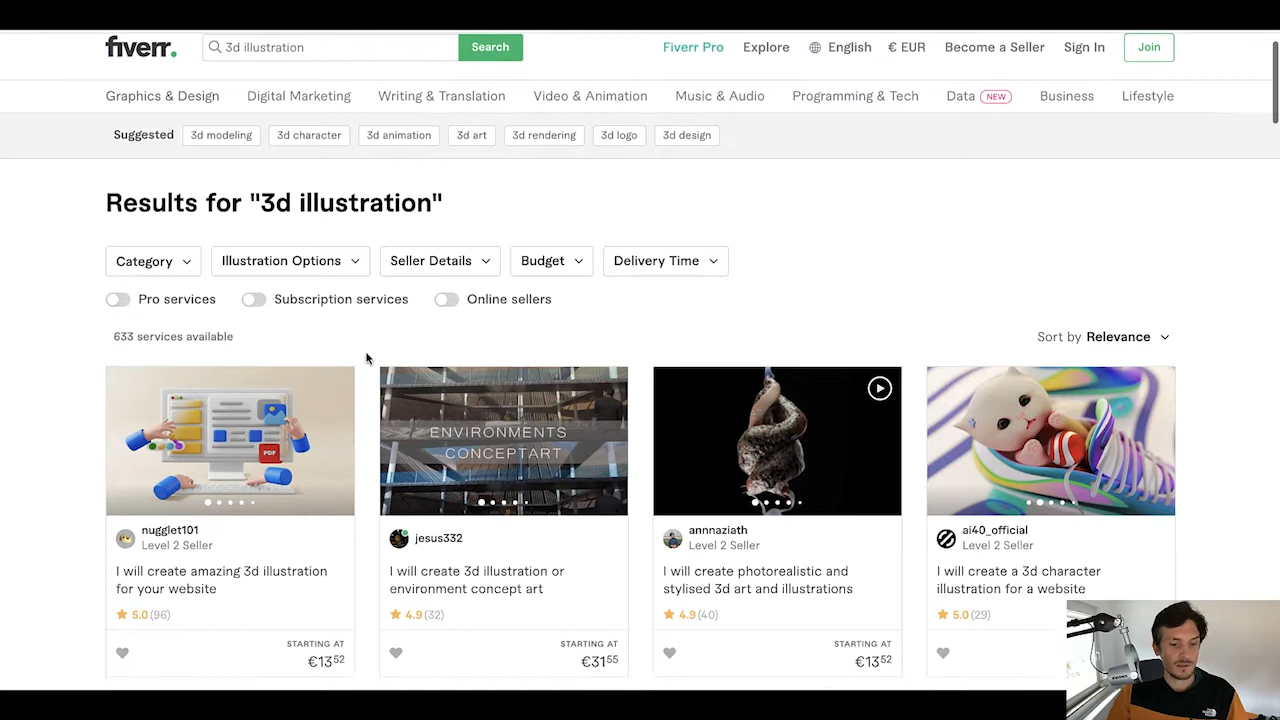 fiverr.
3d illustration
Search
Fiverr Pro
Explore
English
€ EUR
Become a Seller
Sign In
Join
Graphics & Design
Digital Marketing
Writing & Translation
Video & Animation
Music & Audio
Programming & Tech
Data NEW
Business
Lifestyle
Suggested
3d modeling
3d character
3d animation
3d art
3d rendering
3d logo
3d design
Results for "3d illustration"
Category
Illustration Options
Seller Details
Budget
Delivery Time
Pro services
Subscription services
Online sellers
633 services available
Sort by Relevance
PDF
nugglet101
Level 2 Seller
I will create amazing 3d illustration
for your website
5.0 (96)
STARTING AT
€13 52
ENVIRONMENTS
CONCEPTART
jesus332
I will create 3d illustration or
environment concept art
4.9 (32)
STARTING AT
€31 55
annnaziath
Level 2 Seller
I will create photorealistic and
stylised 3d art and illustrations
4.9 (40)
STARTING AT
€13 52
ai40_official
Level 2 Seller
I will create a 3d character
illustration for a website
5.0 (29)